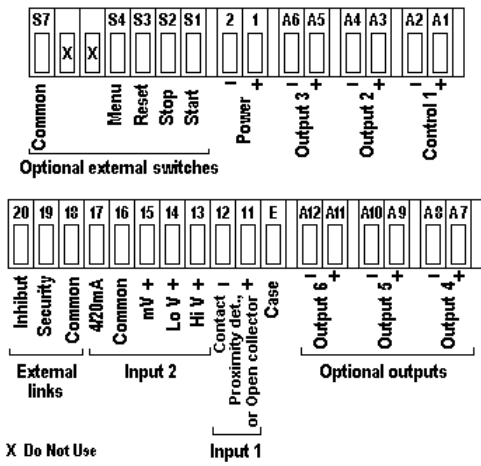 S7 X X S4 S3 S2 S1 2 1 A6 A5 A4 A3 A2 A1
Common Menu Reset Stop Start
− + − + − + − +
Power Output 3 Output 2 Control 1
Optional external switches
20 19 18 17 16 15 14 13 12 11 E A12 A11 A10 A9 A8 A7
Inhibut Security Common 4/20mA Common mV + Lo V + Hi V + Contact − Proximity det., + Case
or Open collector
− + − + − +
Output 6 Output 5 Output 4
External
links
Input 2
Optional outputs
X Do Not Use
Input 1